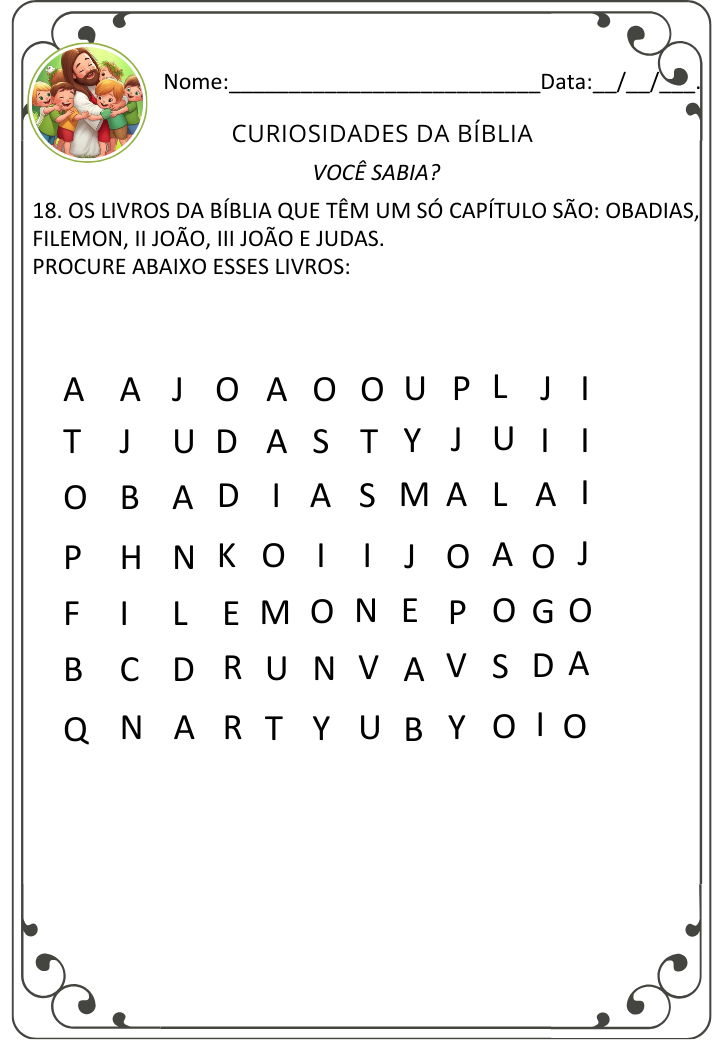 Nome:____________________________Data:__/__/___.
CURIOSIDADES DA BÍBLIA
VOCÊ SABIA?
18. OS LIVROS DA BÍBLIA QUE TÊM UM SÓ CAPÍTULO SÃO: OBADIAS,
FILEMON, II JOÃO, III JOÃO E JUDAS.
PROCURE ABAIXO ESSES LIVROS:
A A J O A O O U P L J I
T J U D A S T Y J U I I
O B A D I A S M A L A I
P H N K O I I J O A O J
F I L E M O N E P O G O
B C D R U N V A V S D A
Q N A R T Y U B Y O I O